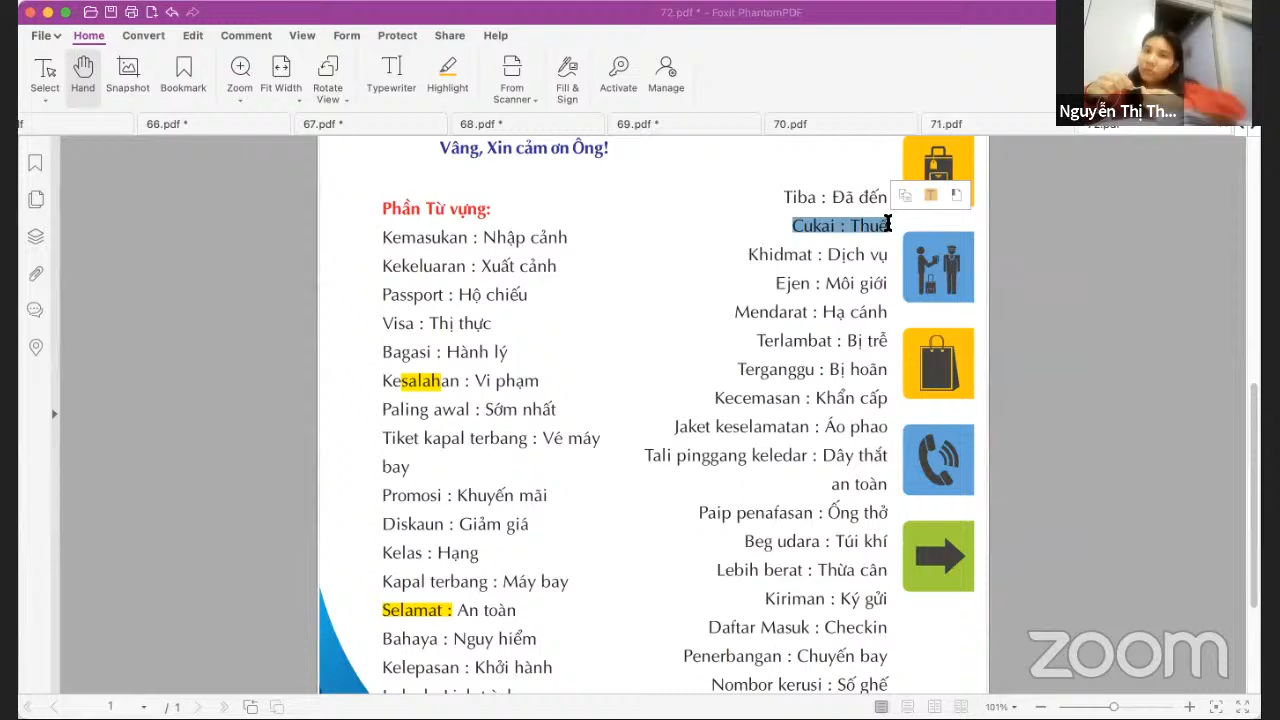 72.pdf * - Foxit PhantomPDF
File Home Convert Edit Comment View Form Protect Share Help
Select Hand Snapshot Bookmark Zoom Fit Width Rotate View Typewriter Highlight From Scanner Fit & Sign Activate Manage
66.pdf * 67.pdf * 68.pdf * 69.pdf * 70.pdf 71.pdf
Nguyễn Thị Th...
Vâng, Xin cảm ơn Ông!
Phần Từ vựng:
Kemasukan : Nhập cảnh
Kekeluaran : Xuất cảnh
Passport : Hộ chiếu
Visa : Thị thực
Bagasi : Hành lý
Kesalahan : Vi phạm
Paling awal : Sớm nhất
Tiket kapal terbang : Vé máy
bay
Promosi : Khuyến mãi
Diskaun : Giảm giá
Kelas : Hạng
Kapal terbang : Máy bay
Selamat : An toàn
Bahaya : Nguy hiểm
Kelepasan : Khởi hành
Tiba : Đã đến
Cukai : Thuế
Khidmat : Dịch vụ
Ejen : Môi giới
Mendarat : Hạ cánh
Terlambat : Bị trễ
Terganggu : Bị hoãn
Kecemasan : Khẩn cấp
Jaket keselamatan : Áo phao
Tali pinggang keledar : Dây thắt
an toàn
Paip penafasan : Ống thở
Beg udara : Túi khí
Lebih berat : Thừa cân
Kiriman : Ký gửi
Daftar Masuk : Checkin
Penerbangan : Chuyến bay
Nombor kerusi : Số ghế
zoom
1 / 1
101%